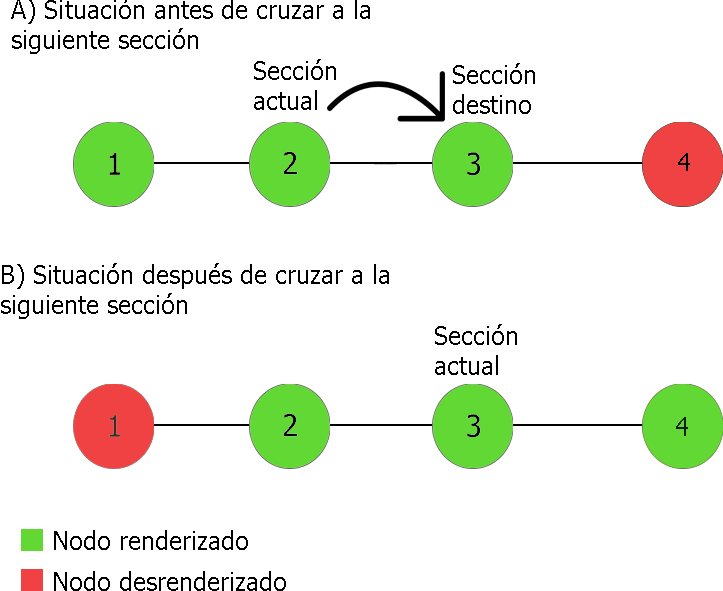 A) Situación antes de cruzar a la
siguiente sección
Sección
actual
Sección
destino
1
2
3
4
B) Situación después de cruzar a la
siguiente sección
Sección
actual
1
2
3
4
Nodo renderizado
Nodo desrenderizado